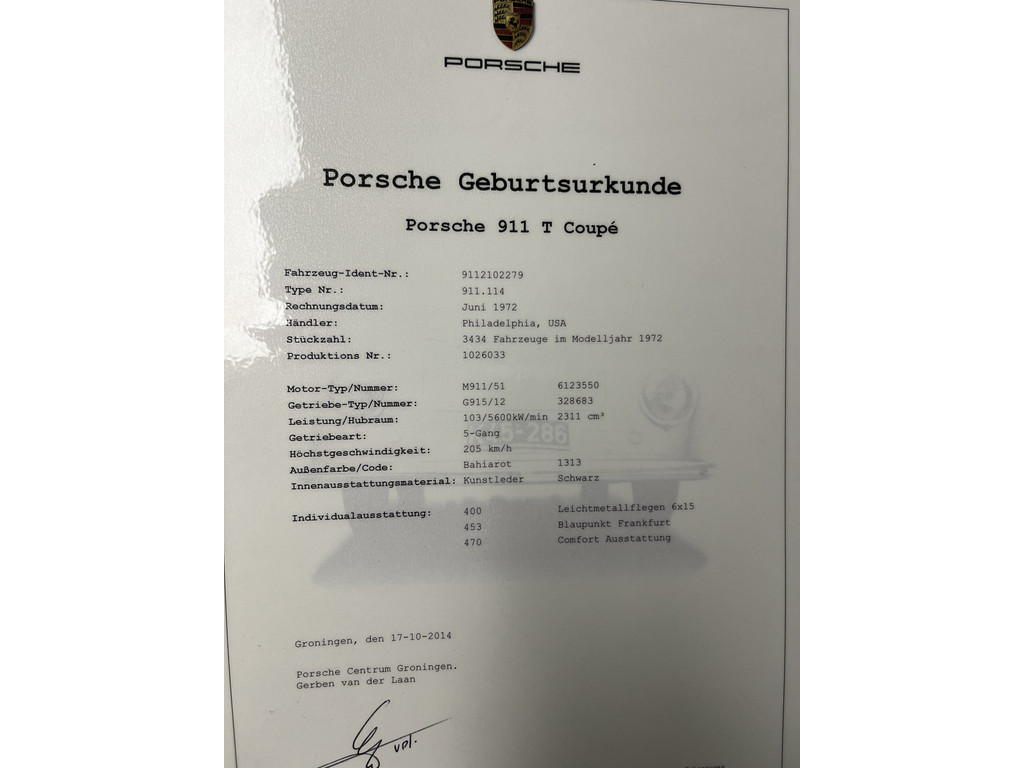 PORSCHE
Porsche Geburtsurkunde
Porsche 911 T Coupé
Fahrzeug-Ident-Nr.: 9112102279
Type Nr.: 911.114
Rechnungsdatum: Juni 1972
Händler: Philadelphia, USA
Stückzahl: 3434 Fahrzeuge im Modelljahr 1972
Produktions Nr.: 1026033
Motor-Typ/Nummer: M911/51 6123550
Getriebe-Typ/Nummer: G915/12 328683
Leistung/Hubraum: 103/5600kW/min 2311 cm³
Getriebeart: 5-Gang
Höchstgeschwindigkeit: 205 km/h
Außenfarbe/Code: Bahiarot 1313
Innenausstattungsmaterial: Kunstleder Schwarz
Individualausstattung: 400 Leichtmetallflegen 6x15
453 Blaupunkt Frankfurt
470 Comfort Ausstattung
Groningen, den 17-10-2014
Porsche Centrum Groningen.
Gerben van der Laan